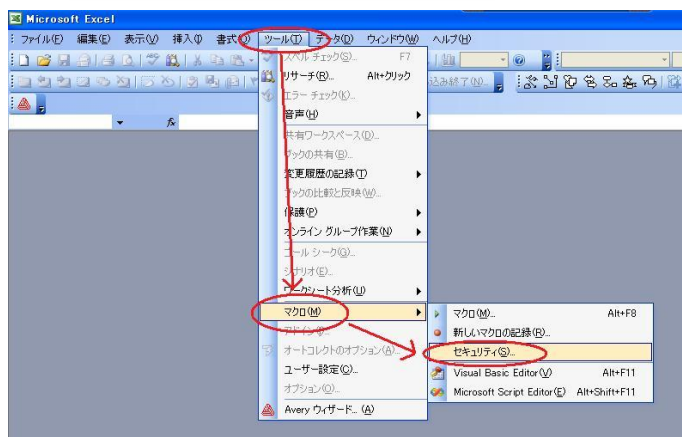 Microsoft Excel
ファイル(F) 編集(E) 表示(V) 挿入(I) 書式(O) ツール(T) データ(D) ウィンドウ(W) ヘルプ(H)
スペル チェック(S)... F7
リサーチ(R)... Alt+クリック
エラー チェック(K)...
音声(H)
共有ワークスペース(D)...
ブックの共有(B)...
変更履歴の記録(T)
ブックの比較と反映(W)...
保護(P)
オンライン グループ作業(N)
ゴール シーク(G)...
シナリオ(E)...
ワークシート分析(U)
マクロ(M)
アドイン(I)...
オートコレクトのオプション(A)...
ユーザー設定(C)...
オプション(O)...
Avery ウィザード... (A)
マクロ(M)... Alt+F8
新しいマクロの記録(R)...
セキュリティ(S)...
Visual Basic Editor(V) Alt+F11
Microsoft Script Editor(E) Alt+Shift+F11
fx